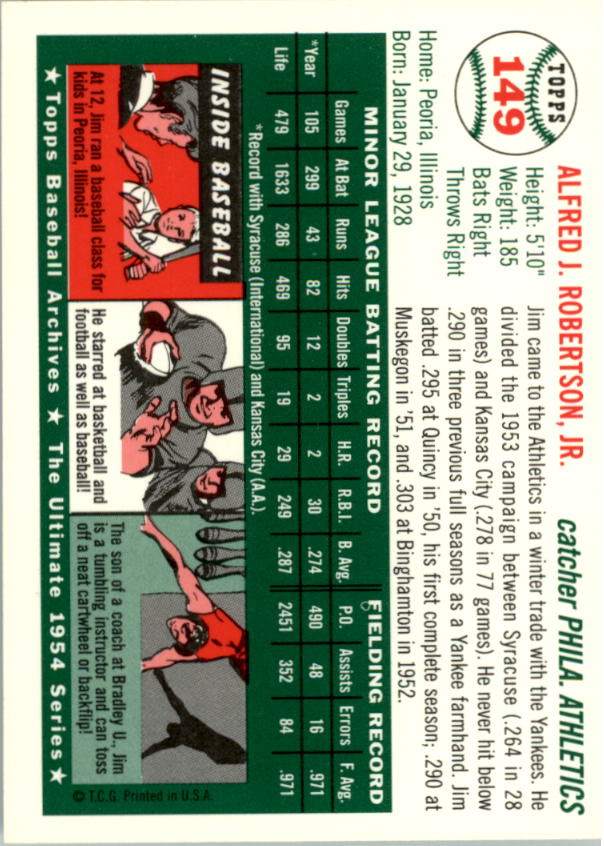 TOPPS
149
ALFRED J. ROBERTSON, JR.
catcher PHILA. ATHLETICS
Height: 5'10"
Weight: 185
Bats Right
Throws Right
Home: Peoria, Illinois
Born: January 29, 1928
Jim came to the Athletics in a winter trade with the Yankees. He
divided the 1953 campaign between Syracuse (.264 in 28
games) and Kansas City (.278 in 77 games). He never hit below
.290 in three previous full seasons as a Yankee farmhand. Jim
batted .295 at Quincy in '50, his first complete season; .290 at
Muskegon in '51, and .303 at Binghamton in 1952.
MINOR LEAGUE BATTING RECORD FIELDING RECORD
Games At Bat Runs Hits Doubles Triples H.R. R.B.I. B. Avg. P.O. Assists Errors F. Avg.
*Year 105 299 43 82 12 2 2 30 .274 490 48 16 .971
Life 479 1633 286 469 95 19 29 249 .287 2451 352 84 .971
*Record with Syracuse (International) and Kansas City (A.A.).
INSIDE BASEBALL
At 12, Jim ran a baseball class for
kids in Peoria, Illinois!
He starred at basketball and
football as well as baseball!
The son of a coach at Bradley U., Jim
is a tumbling instructor and can toss
off a neat cartwheel or backflip!
★ Topps Baseball Archives ★ The Ultimate 1954 Series ★
© T.C.G. Printed in U.S.A.